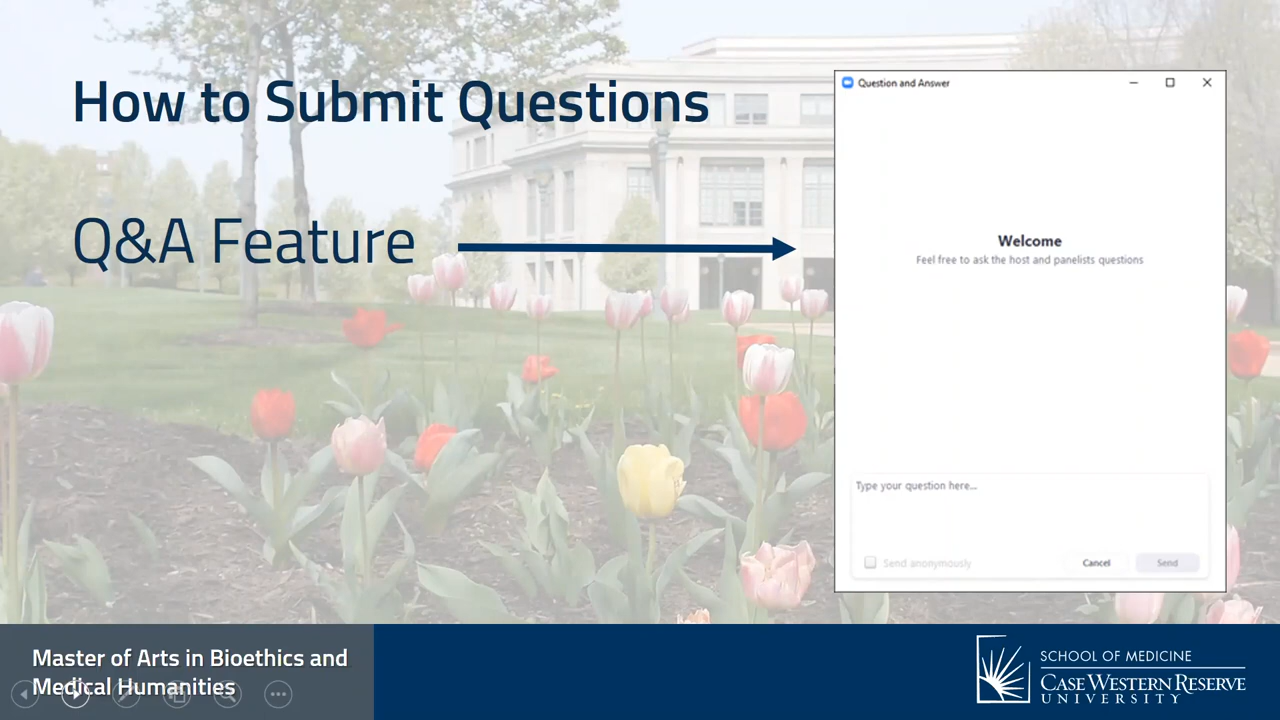 How to Submit Questions
Q&A Feature
Question and Answer
Welcome
Feel free to ask the host and panelists questions
Type your question here...
Send anonymously
Cancel
Send
Master of Arts in Bioethics and
Medical Humanities
SCHOOL OF MEDICINE
CASE WESTERN RESERVE
UNIVERSITY